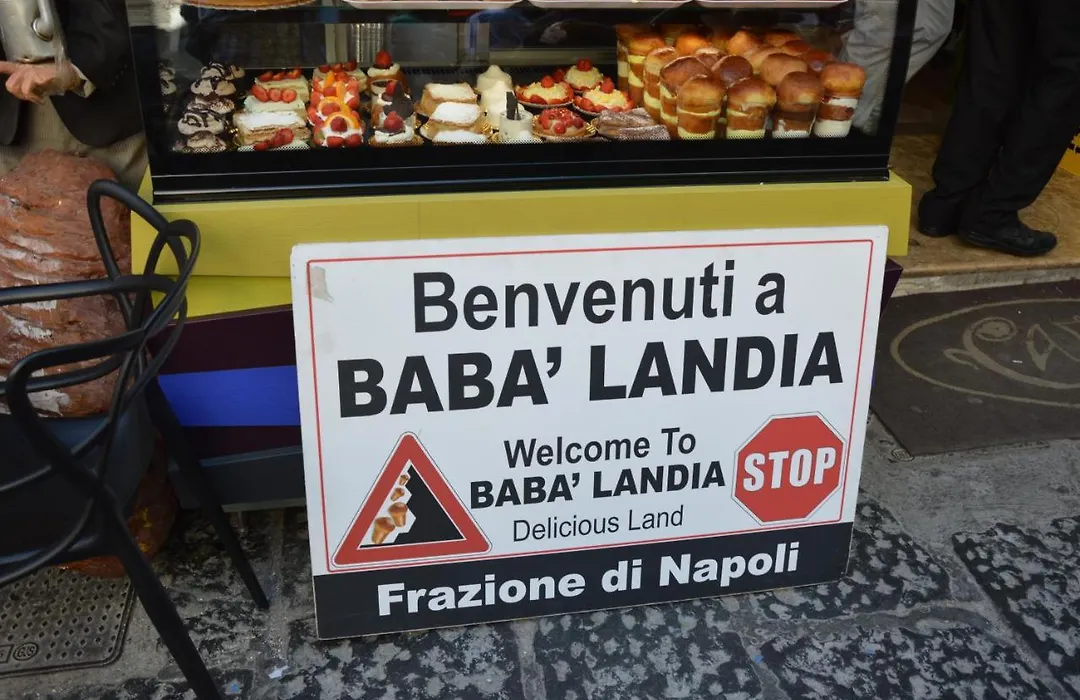 Benvenuti a
BABA' LANDIA
Welcome To
BABA' LANDIA
Delicious Land
STOP
Frazione di Napoli